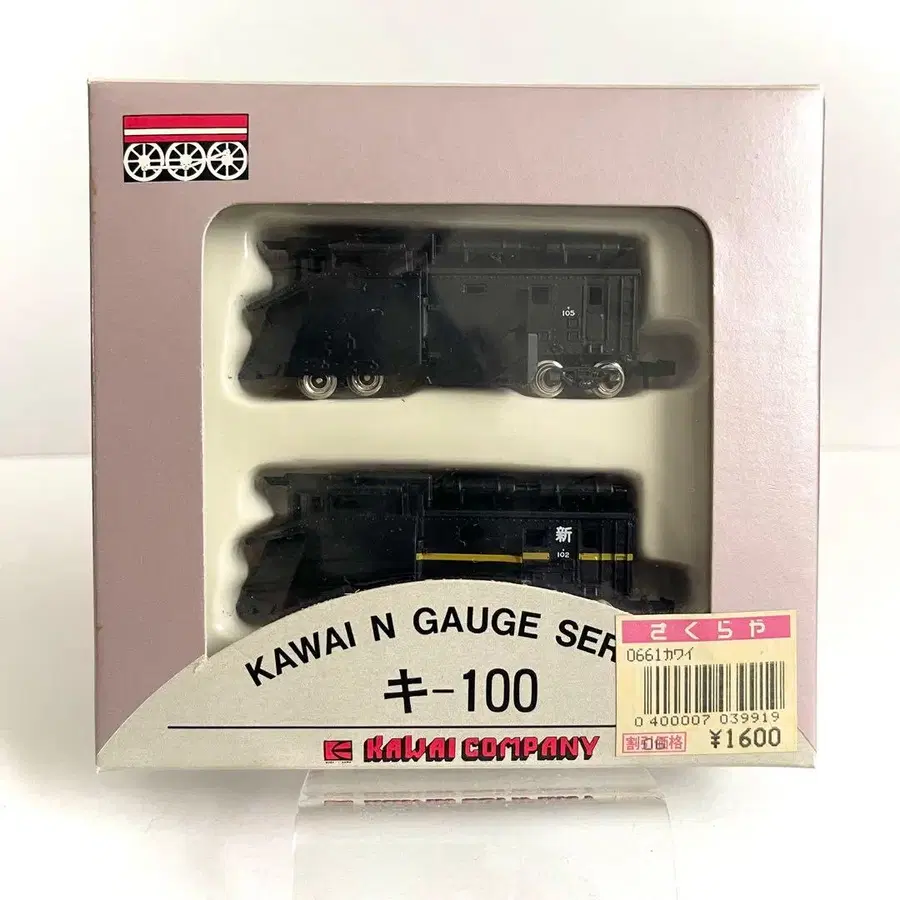 105
新
102
KAWAI N GAUGE SER
キ-100
KAWAI COMPANY
さくらや
0661カワイ
0 400007 039919
割引価格 ¥1600